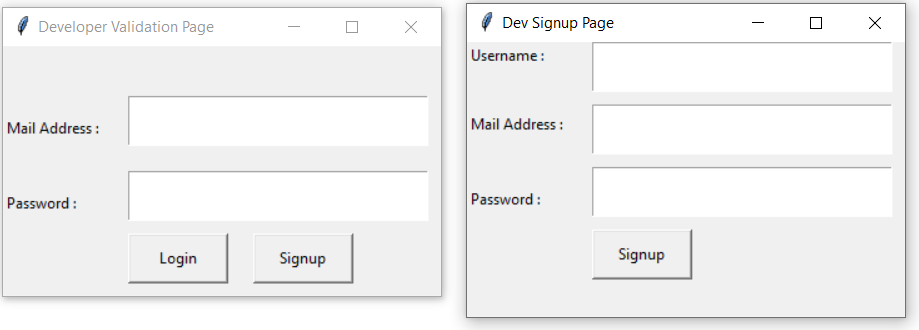 Developer Validation Page
Mail Address :
Password :
Login
Signup
Dev Signup Page
Username :
Mail Address :
Password :
Signup